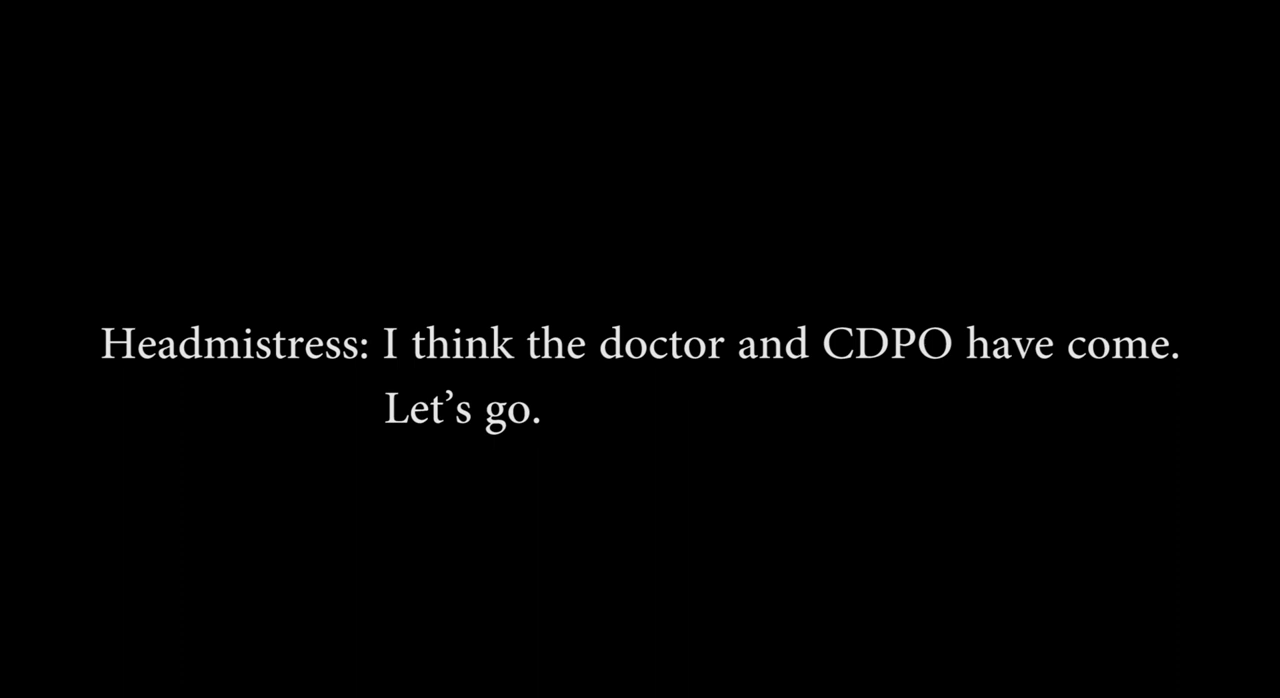 Headmistress: I think the doctor and CDPO have come.
Let’s go.